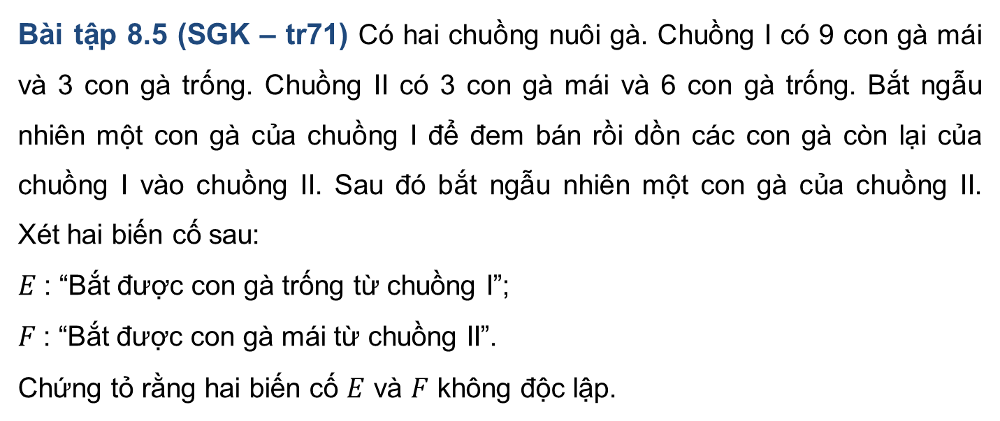 Bài tập 8.5 (SGK – tr71) Có hai chuồng nuôi gà. Chuồng I có 9 con gà mái
và 3 con gà trống. Chuồng II có 3 con gà mái và 6 con gà trống. Bắt ngẫu
nhiên một con gà của chuồng I để đem bán rồi dồn các con gà còn lại của
chuồng I vào chuồng II. Sau đó bắt ngẫu nhiên một con gà của chuồng II.
Xét hai biến cố sau:
E : “Bắt được con gà trống từ chuồng I”;
F : “Bắt được con gà mái từ chuồng II”.
Chứng tỏ rằng hai biến cố E và F không độc lập.